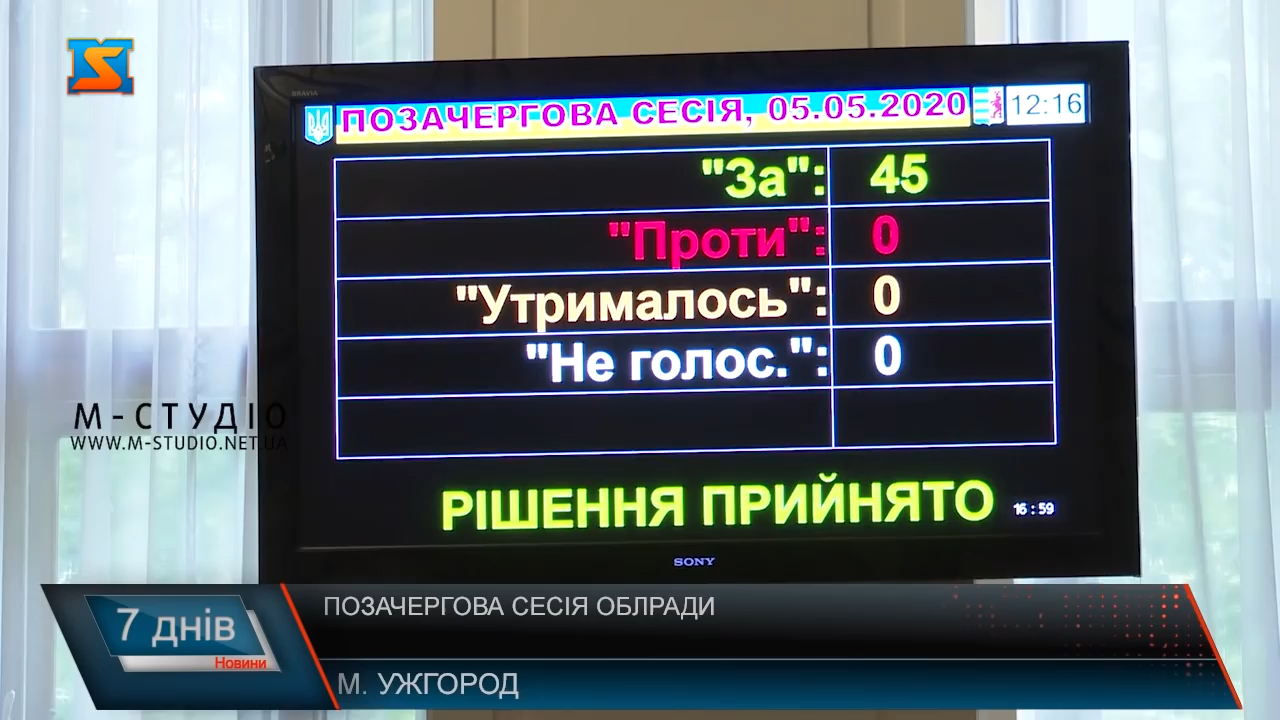 BRAVIA
ПОЗАЧЕРГОВА СЕСІЯ, 05.05.2020 12:16
"За": 45
"Проти": 0
"Утрималось": 0
"Не голос.": 0
М-СТУДІО
WWW.M-STUDIO.NET.UA
РІШЕННЯ ПРИЙНЯТО 16:59
SONY
7 днів
Новини
ПОЗАЧЕРГОВА СЕСІЯ ОБЛРАДИ
М. УЖГОРОД